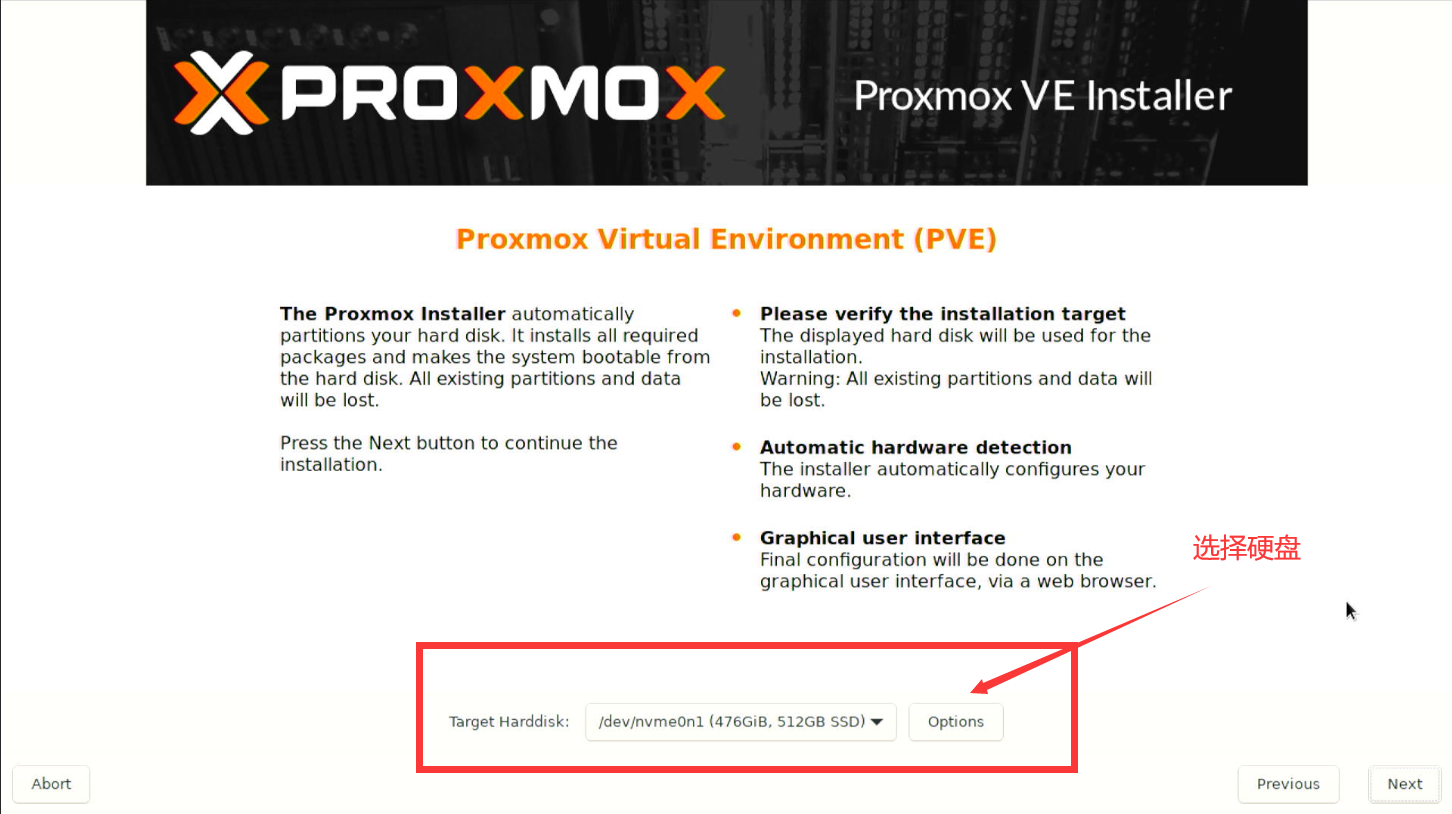 PROXMOX
Proxmox VE Installer
Proxmox Virtual Environment (PVE)
The Proxmox Installer automatically
partitions your hard disk. It installs all required
packages and makes the system bootable from
the hard disk. All existing partitions and data
will be lost.
Press the Next button to continue the
installation.
Please verify the installation target
The displayed hard disk will be used for the
installation.
Warning: All existing partitions and data will
be lost.
Automatic hardware detection
The installer automatically configures your
hardware.
Graphical user interface
Final configuration will be done on the
graphical user interface, via a web browser.
选择硬盘
Target Harddisk: /dev/nvme0n1 (476GiB, 512GB SSD) Options
Abort Previous Next